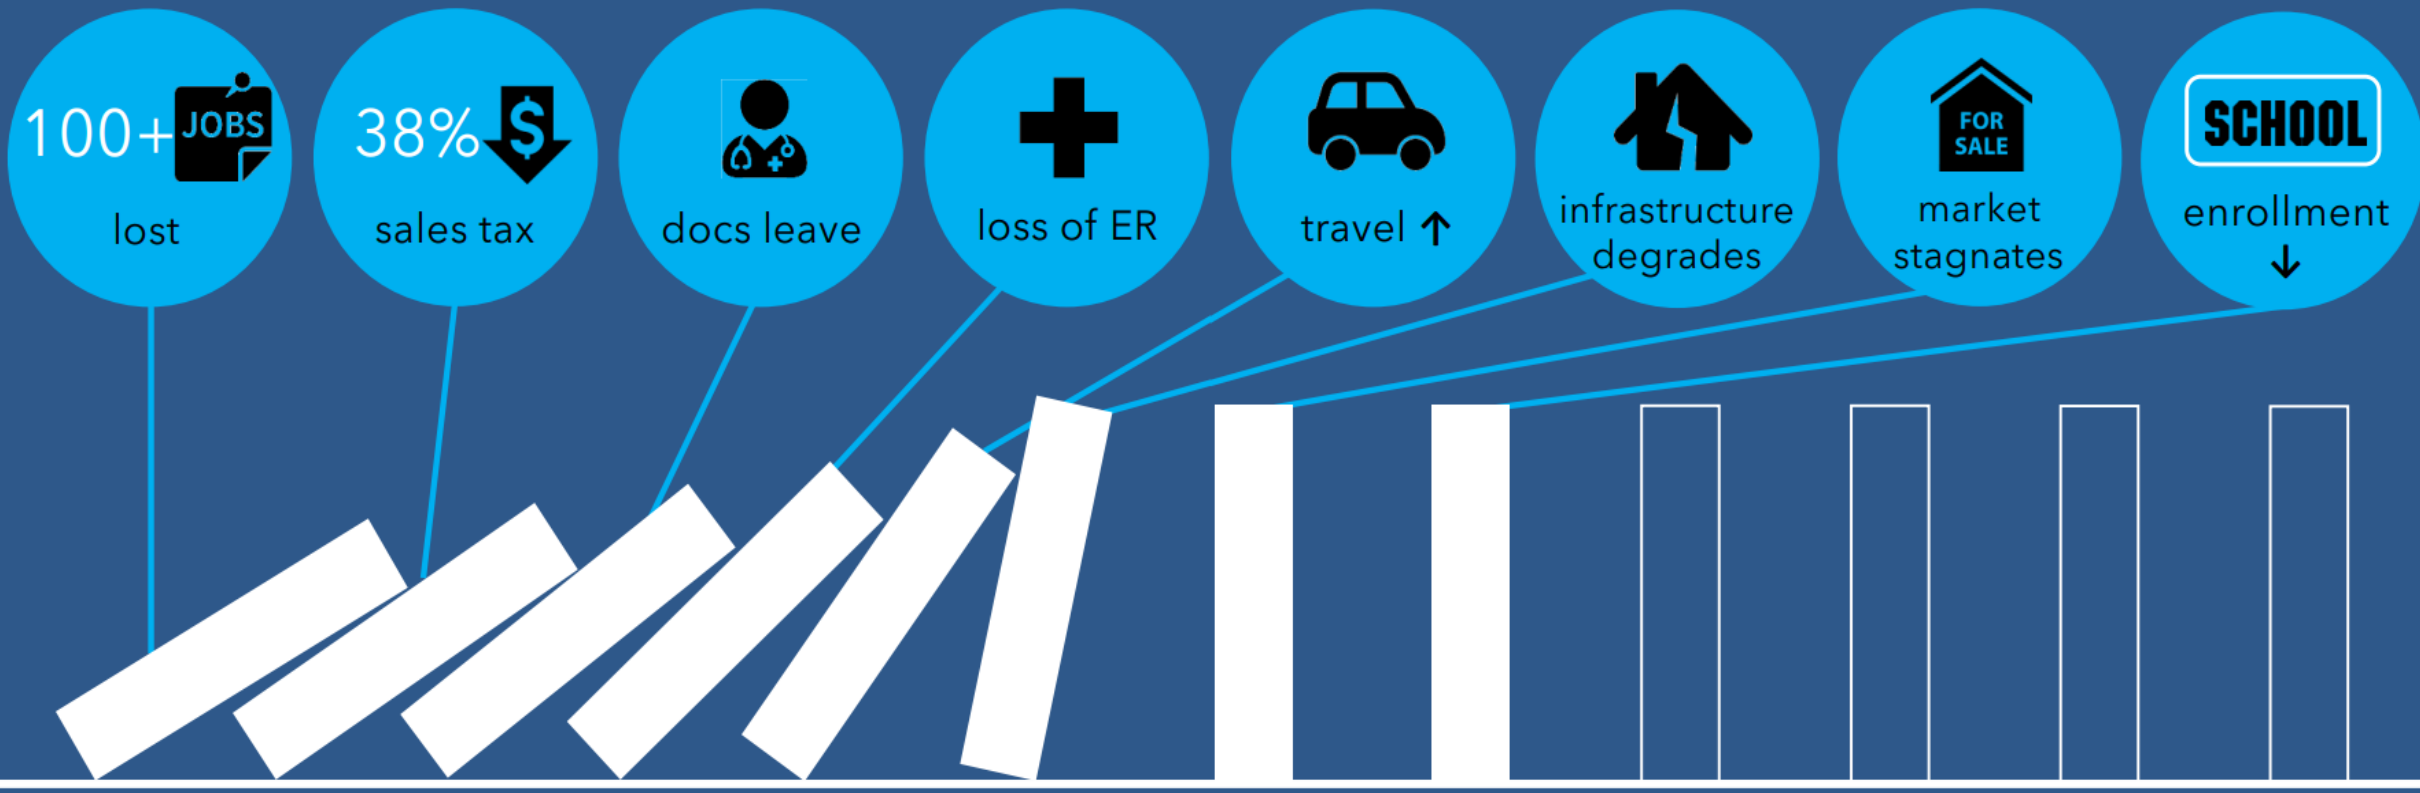 100+ JOBS
lost
38% $
sales tax
docs leave
loss of ER
travel ↑
infrastructure
degrades
FOR
SALE
market
stagnates
SCHOOL
enrollment
↓